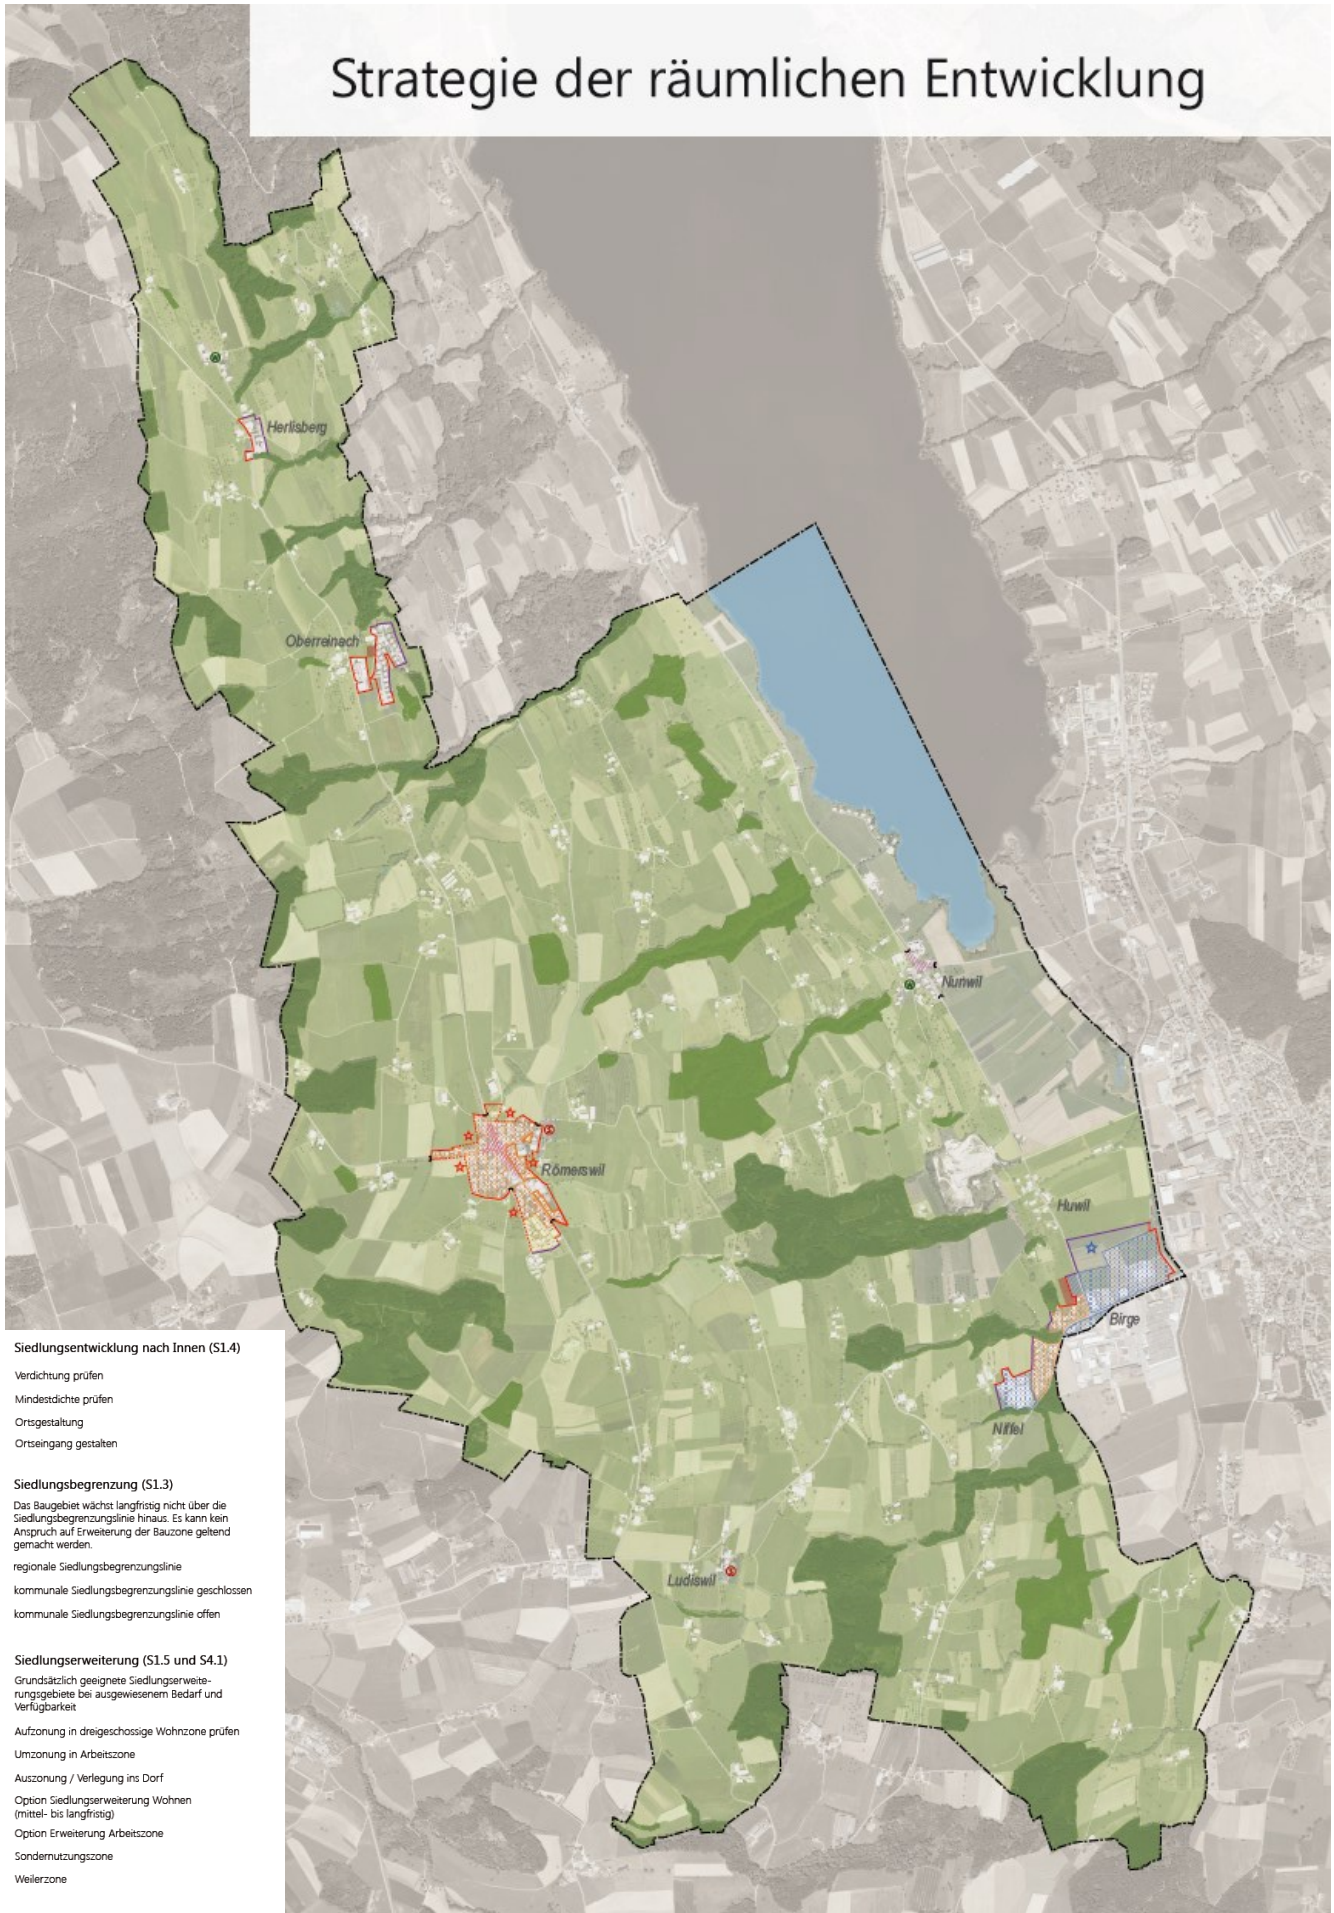 Strategie der räumlichen Entwicklung
Herlisberg
Oberreinach
Nunwil
Römerswil
Huwil
Birge
Niffel
Ludiswil
Siedlungsentwicklung nach Innen (S1.4)
Verdichtung prüfen
Mindestdichte prüfen
Ortsgestaltung
Ortseingang gestalten
Siedlungsbegrenzung (S1.3)
Das Baugebiet wächst langfristig nicht über die
Siedlungsbegrenzungslinie hinaus. Es kann kein
Anspruch auf Erweiterung der Bauzone geltend
gemacht werden.
regionale Siedlungsbegrenzungslinie
kommunale Siedlungsbegrenzungslinie geschlossen
kommunale Siedlungsbegrenzungslinie offen
Siedlungserweiterung (S1.5 und S4.1)
Grundsätzlich geeignete Siedlungserweite-
rungsgebiete bei ausgewiesenem Bedarf und
Verfügbarkeit
Aufzonung in dreigeschossige Wohnzone prüfen
Umzonung in Arbeitszone
Auszonung / Verlegung ins Dorf
Option Siedlungserweiterung Wohnen
(mittel- bis langfristig)
Option Erweiterung Arbeitszone
Sondernutzungszone
Weilerzone